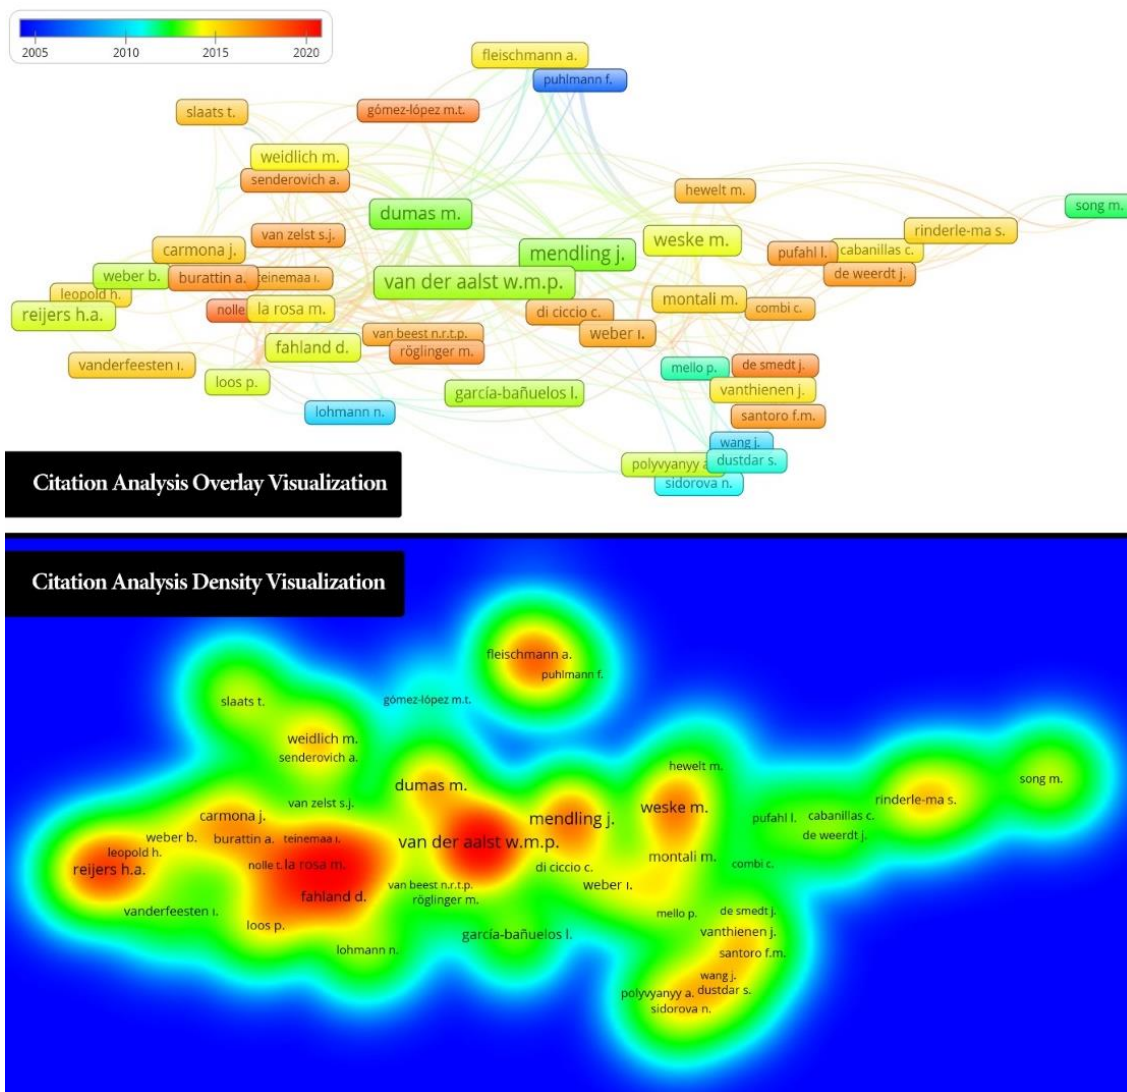 2005 2010 2015 2020
fleischmann a.
puhlmann f.
slaats t.
gómez-lópez m.t.
weidlich m.
senderovich a.
hewelt m.
song m.
dumas m.
rinderle-ma s.
van zelst s.j.
weske m.
carmona j.
mendling j.
pufahl l.
cabanillas c.
de weerdt j.
weber b.
burattin a.
teinemaa ı.
van der aalst w.m.p.
leopold h.
reijers h.a.
nolle
la rosa m.
di ciccio c.
montali m.
combi c.
weber ı.
van beest n.r.t.p.
röglinger m.
fahland d.
vanderfeesten ı.
loos p.
mello p.
de smedt j.
garcía-bañuelos l.
vanthienen j.
lohmann n.
santoro f.m.
wang j.
polyvyanyy a
dustdar s.
sidorova n.
Citation Analysis Overlay Visualization
Citation Analysis Density Visualization
fleischmann a.
puhlmann f.
slaats t.
gómez-lópez m.t.
weidlich m.
senderovich a.
hewelt m.
song m.
dumas m.
rinderle-ma s.
van zelst s.j.
weske m.
carmona j.
mendling j.
pufahl l.
cabanillas c.
de weerdt j.
weber b.
burattin a.
teinemaa ı.
van der aalst w.m.p.
leopold h.
reijers h.a.
nolle t.
la rosa m.
di ciccio c.
montali m.
combi c.
weber ı.
van beest n.r.t.p.
röglinger m.
fahland d.
vanderfeesten ı.
loos p.
mello p.
de smedt j.
garcía-bañuelos l.
vanthienen j.
lohmann n.
santoro f.m.
wang j.
polyvyanyy a.
dustdar s.
sidorova n.